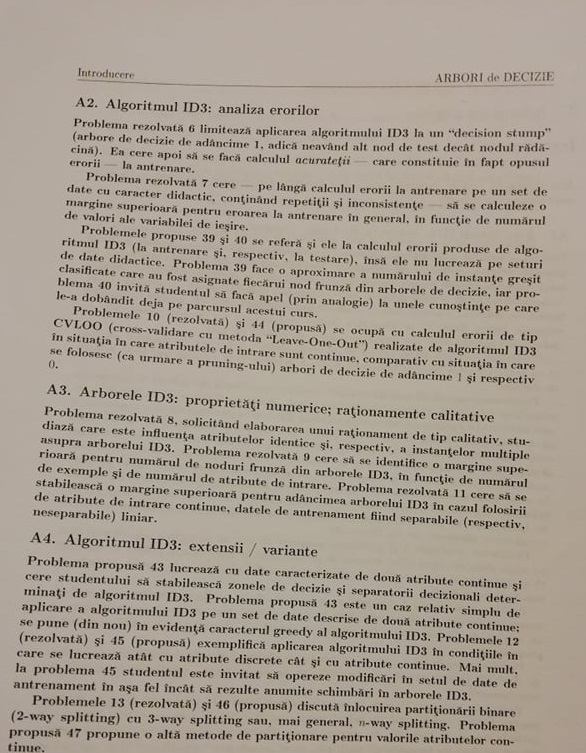 Introducere
ARBORI de DECIZIE
A2. Algoritmul ID3: analiza erorilor
Problema rezolvată 6 limitează aplicarea algoritmului ID3 la un “decision stump”
(arbore de decizie de adâncime 1, adică neavând alt nod de test decât nodul rădă-
cină). Ea cere apoi să se facă calculul acurateţii — care constituie în fapt opusul
erorii — la antrenare.
Problema rezolvată 7 cere — pe lângă calculul erorii la antrenare pe un set de
date cu caracter didactic, conţinând repetiţii şi inconsistenţe — să se calculeze o
margine superioară pentru eroarea la antrenare în general, în funcţie de numărul
de valori ale variabilei de ieşire.
Problemele propuse 39 şi 40 se referă şi ele la calculul erorii produse de algo-
ritmul ID3 (la antrenare şi, respectiv, la testare), însă ele nu lucrează pe seturi
de date didactice. Problema 39 face o aproximare a numărului de instanţe greşit
clasificate care au fost asignate fiecărui nod frunză din arborele de decizie, iar pro-
blema 40 invită studentul să facă apel (prin analogie) la unele cunoştinţe pe care
le-a dobândit deja pe parcursul acestui curs.
Problemele 10 (rezolvată) şi 44 (propusă) se ocupă cu calculul erorii de tip
CVLOO (cross-validare cu metoda “Leave-One-Out”) realizate de algoritmul ID3
în situaţia în care atributele de intrare sunt continue, comparativ cu situaţia în care
se folosesc (ca urmare a pruning-ului) arbori de decizie de adâncime 1 şi respectiv
0.
A3. Arborele ID3: proprietăţi numerice; raţionamente calitative
Problema rezolvată 8, solicitând elaborarea unui raţionament de tip calitativ, stu-
diază care este influenţa atributelor identice şi, respectiv, a instanţelor multiple
asupra arborelui ID3. Problema rezolvată 9 cere să se identifice o margine supe-
rioară pentru numărul de noduri frunză din arborele ID3, în funcţie de numărul
de exemple şi de numărul de atribute de intrare. Problema rezolvată 11 cere să se
stabilească o margine superioară pentru adâncimea arborelui ID3 în cazul folosirii
de atribute de intrare continue, datele de antrenament fiind separabile (respectiv,
neseparabile) liniar.
A4. Algoritmul ID3: extensii / variante
Problema propusă 43 lucrează cu date caracterizate de două atribute continue şi
cere studentului să stabilească zonele de decizie şi separatorii decizionali deter-
minaţi de algoritmul ID3. Problema propusă 43 este un caz relativ simplu de
aplicare a algoritmului ID3 pe un set de date descrise de două atribute continue;
se pune (din nou) în evidenţă caracterul greedy al algoritmului ID3. Problemele 12
(rezolvată) şi 45 (propusă) exemplifică aplicarea algoritmului ID3 în condiţiile în
care se lucrează atât cu atribute discrete cât şi cu atribute continue. Mai mult,
la problema 45 studentul este invitat să opereze modificări în setul de date de
antrenament în aşa fel încât să rezulte anumite schimbări în arborele ID3.
Problemele 13 (rezolvată) şi 46 (propusă) discută înlocuirea partiţionării binare
(2-way splitting) cu 3-way splitting sau, mai general, n-way splitting. Problema
propusă 47 propune o altă metode de partiţionare pentru valorile atributelor con-
tinue.